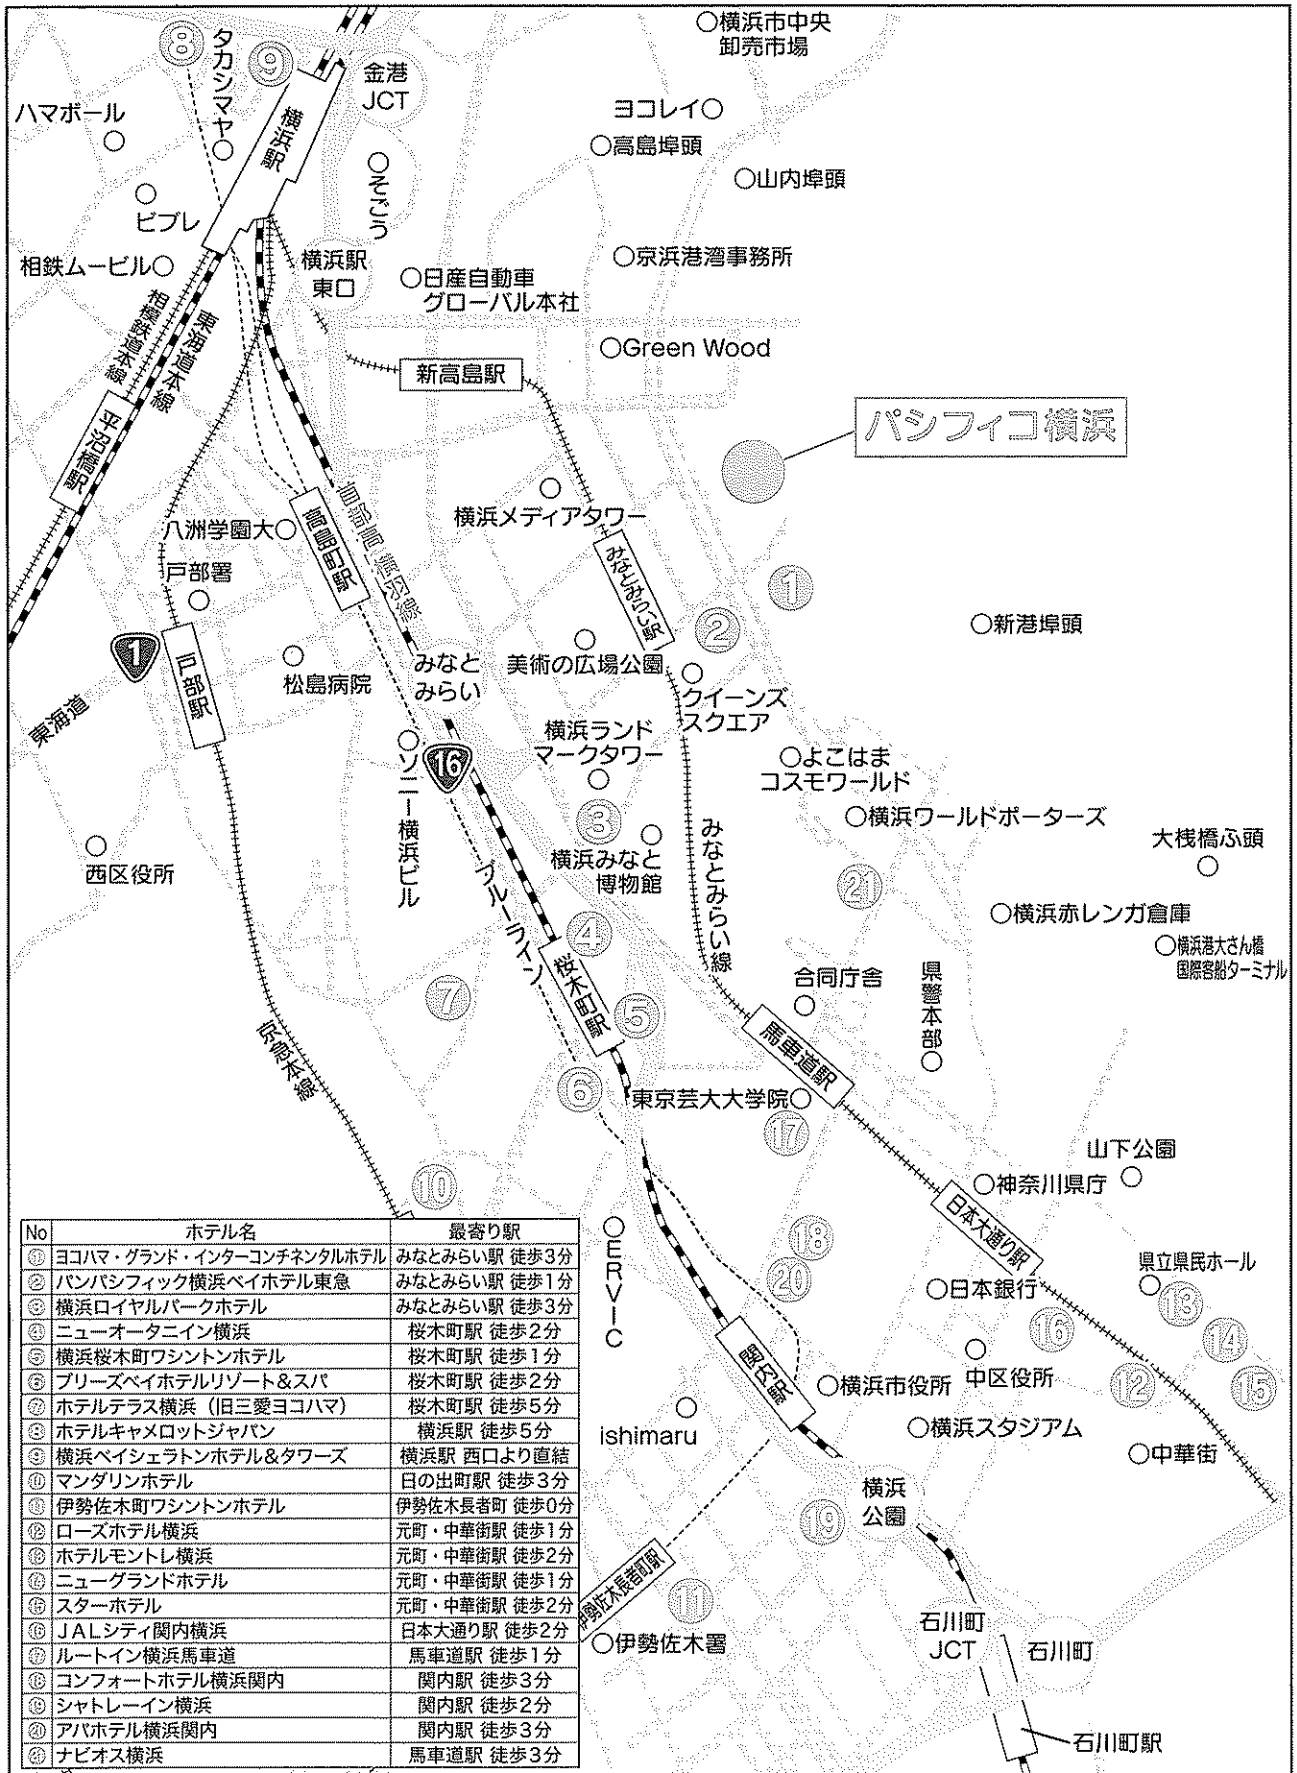 横浜市中央
卸売市場
⑧
タカシマヤ
⑨
金港
JCT
ハマボール
横浜駅
ヨコレイ
高島埠頭
山内埠頭
そごう
ビブレ
相鉄ムービル
横浜駅
東口
京浜港湾事務所
日産自動車
グローバル本社
相模鉄道本線
東海道本線
Green Wood
新高島駅
パシフィコ横浜
平沼橋駅
横浜メディアタワー
八洲学園大
高島町駅
首都高 横羽線
みなとみらい駅
戸部署
①
②
新港埠頭
1
戸部駅
松島病院
みなと
みらい
美術の広場公園
クイーンズ
スクエア
東海道
横浜ランド
マークタワー
ソニー横浜ビル
16
よこはま
コスモワールド
③
横浜ワールドポーターズ
西区役所
横浜みなと
博物館
みなとみらい線
大桟橋ふ頭
㉑
ブルーライン
横浜赤レンガ倉庫
横浜港大さん橋
国際客船ターミナル
④
桜木町駅
合同庁舎
県警本部
⑦
⑤
京急本線
馬車道駅
⑥
東京芸大大学院
⑰
山下公園
⑩
神奈川県庁
日本大通り駅
ERVIC
⑱
⑳
県立県民ホール
日本銀行
⑬
⑯
⑭
関内駅
横浜市役所
中区役所
⑫
⑮
ishimaru
横浜スタジアム
中華街
横浜
公園
⑲
伊勢佐木長者町駅
⑪
伊勢佐木署
石川町
JCT
石川町
石川町駅
No ホテル名 最寄り駅
① ヨコハマ・グランド・インターコンチネンタルホテル みなとみらい駅 徒歩3分
② パンパシフィック横浜ベイホテル東急 みなとみらい駅 徒歩1分
③ 横浜ロイヤルパークホテル みなとみらい駅 徒歩3分
④ ニューオータニイン横浜 桜木町駅 徒歩2分
⑤ 横浜桜木町ワシントンホテル 桜木町駅 徒歩1分
⑥ ブリーズベイホテルリゾート&スパ 桜木町駅 徒歩2分
⑦ ホテルテラス横浜（旧三愛ヨコハマ） 桜木町駅 徒歩5分
⑧ ホテルキャメロットジャパン 横浜駅 徒歩5分
⑨ 横浜ベイシェラトンホテル&タワーズ 横浜駅 西口より直結
⑩ マンダリンホテル 日の出町駅 徒歩3分
⑪ 伊勢佐木町ワシントンホテル 伊勢佐木長者町 徒歩0分
⑫ ローズホテル横浜 元町・中華街駅 徒歩1分
⑬ ホテルモントレ横浜 元町・中華街駅 徒歩2分
⑭ ニューグランドホテル 元町・中華街駅 徒歩1分
⑮ スターホテル 元町・中華街駅 徒歩2分
⑯ JALシティ関内横浜 日本大通り駅 徒歩2分
⑰ ルートイン横浜馬車道 馬車道駅 徒歩1分
⑱ コンフォートホテル横浜関内 関内駅 徒歩3分
⑲ シャトレーイン横浜 関内駅 徒歩2分
⑳ アパホテル横浜関内 関内駅 徒歩3分
㉑ ナビオス横浜 馬車道駅 徒歩3分